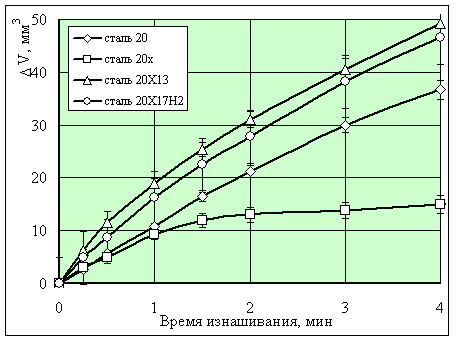 ΔV, мм³
50
40
30
20
10
0
сталь 20
сталь 20х
сталь 20Х13
сталь 20Х17Н2
0 1 2 3 4
Время изнашивания, мин